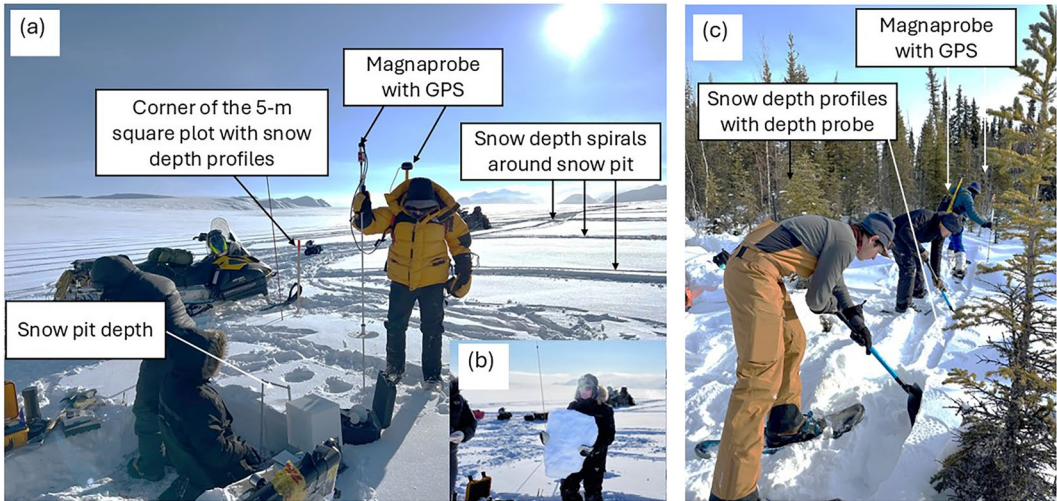 (a)
Magnaprobe
with GPS
Corner of the 5-m
square plot with snow
depth profiles
Snow depth spirals
around snow pit
Snow pit depth
(b)
(c)
Magnaprobe
with GPS
Snow depth profiles
with depth probe